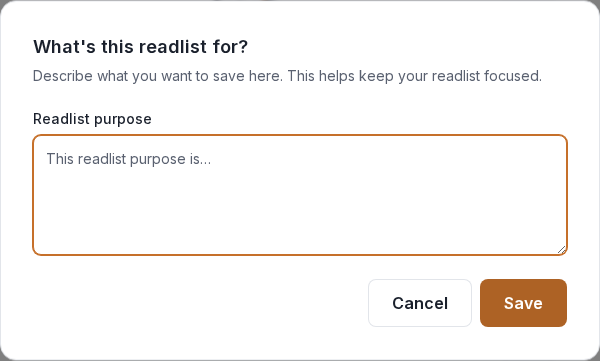 What's this readlist for?
Describe what you want to save here. This helps keep your readlist focused.
Readlist purpose
This readlist purpose is...
Cancel
Save